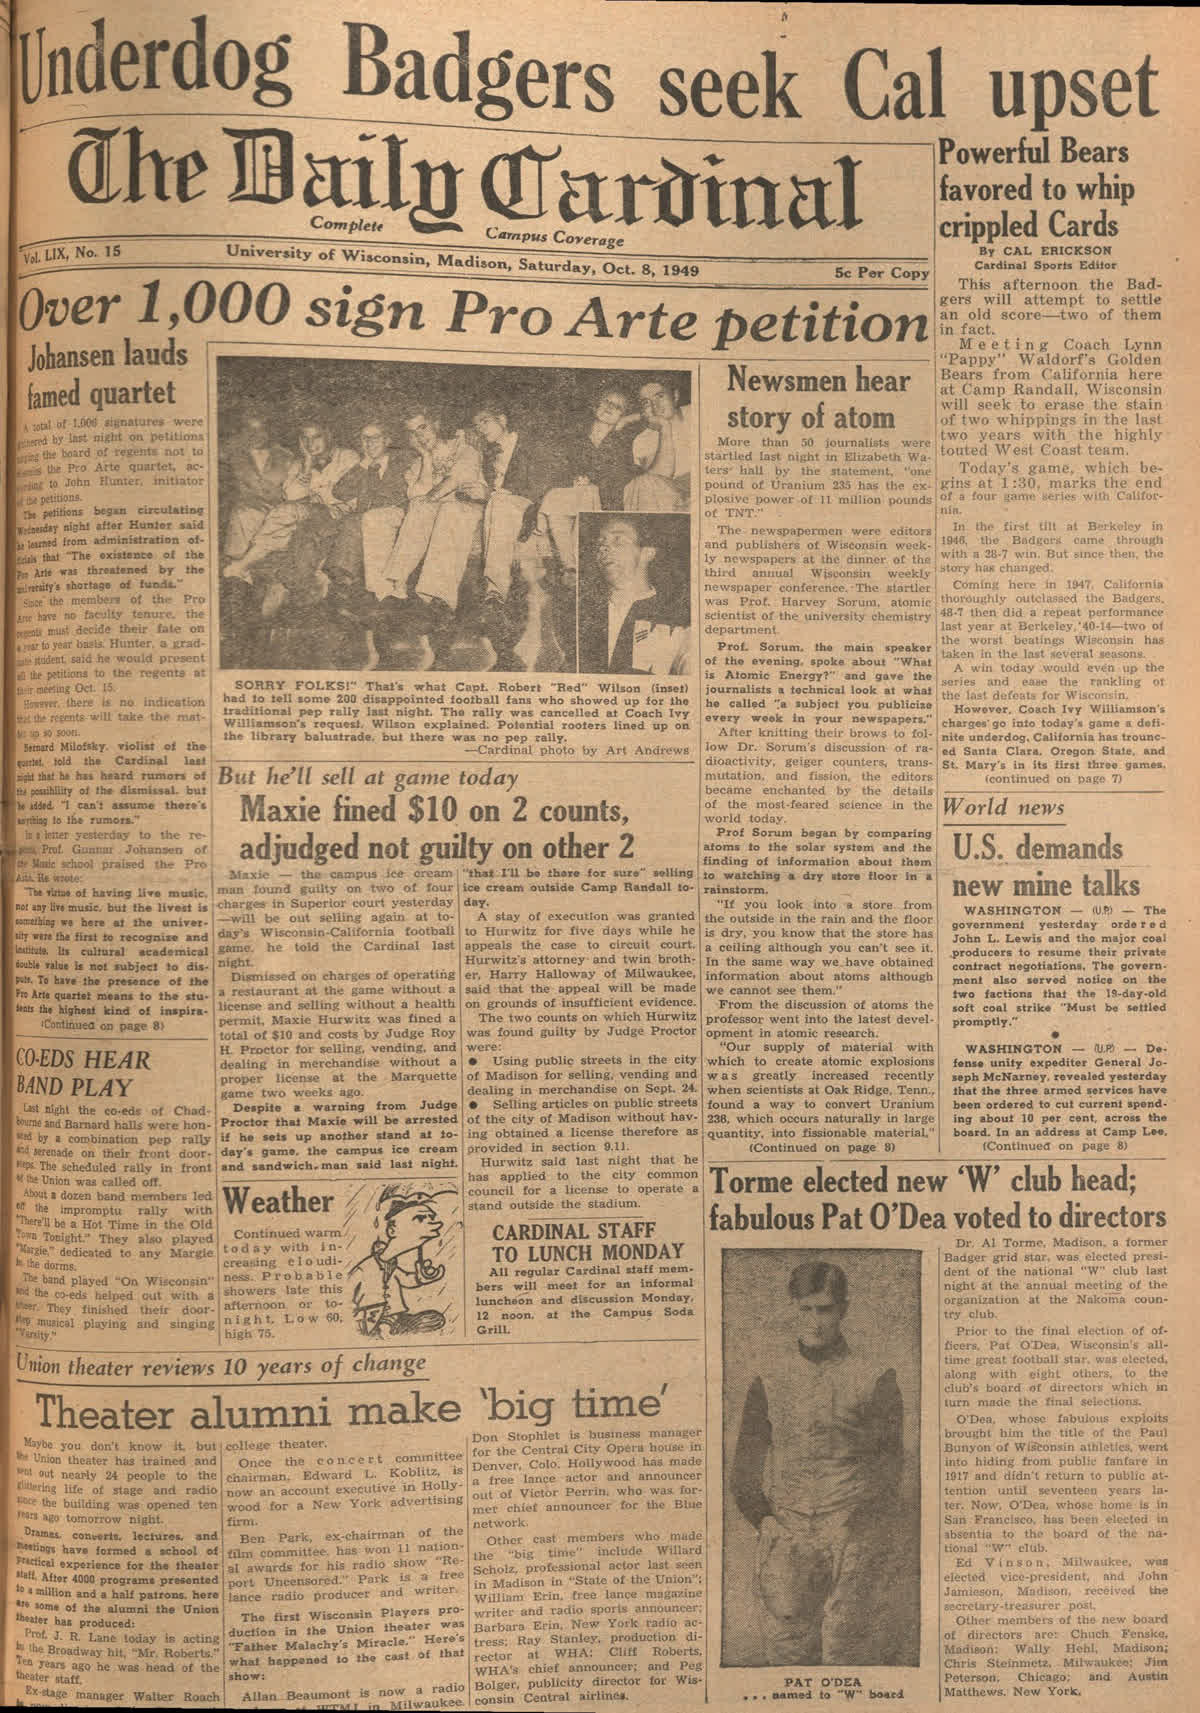 Underdog Badgers seek Cal upset
The Daily Cardinal
Complete
Campus Coverage
Vol. LIX, No. 15
University of Wisconsin, Madison, Saturday, Oct. 8, 1949
5c Per Copy
Over 1,000 sign Pro Arte petition
Johansen lauds
famed quartet
A total of 1,006 signatures were
gathered by last night on petitions
urging the board of regents not to
dismiss the Pro Arte quartet, ac-
cording to John Hunter, initiator
of the petitions.
The petitions began circulating
Wednesday night after Hunter said
he learned from administration of-
ficials that "The existence of the
Pro Arte was threatened by the
university's shortage of funds."
Since the members of the Pro
Arte have no faculty tenure, the
regents must decide their fate on
a year to year basis. Hunter, a grad-
uate student, said he would present
all the petitions to the regents at
their meeting Oct. 15.
However, there is no indication
that the regents will take the mat-
ter up so soon.
Bernard Milofsky, violist of the
quartet, told the Cardinal last
night that he has heard rumors of
the possibility of the dismissal, but
he added, "I can't assume there's
anything to the rumors."
In a letter yesterday to the re-
gents, Prof. Gunnar Johansen of
the Music school praised the Pro
Arte. He wrote:
"The virtue of having live music,
not any live music, but the livest is
something we here at the univer-
sity were the first to recognize and
institute. Its cultural academical
double value is not subject to dis-
pute. To have the presence of the
Pro Arte quartet means to the stu-
dents the highest kind of inspira-
(Continued on page 8)
CO-EDS HEAR
BAND PLAY
Last night the co-eds of Chad-
bourne and Barnard halls were hon-
ored by a combination pep rally
and serenade on their front door-
steps. The scheduled rally in front
of the Union was called off.
About a dozen band members led
off the impromptu rally with
"There'll be a Hot Time in the Old
Town Tonight." They also played
"Margie," dedicated to any Margie
in the dorms.
The band played "On Wisconsin"
and the co-eds helped out with a
cheer. They finished their door-
step musical playing and singing
"Varsity."
SORRY FOLKS!" That's what Capt. Robert "Red" Wilson (inset)
had to tell some 200 disappointed football fans who showed up for the
traditional pep rally last night. The rally was cancelled at Coach Ivy
Williamson's request, Wilson explained. Potential rooters lined up on
the library balustrade, but there was no pep rally.
—Cardinal photo by Art Andrews
But he'll sell at game today
Maxie fined $10 on 2 counts,
adjudged not guilty on other 2
Maxie — the campus ice cream
man found guilty on two of four
charges in Superior court yesterday
—will be out selling again at to-
day's Wisconsin-California football
game, he told the Cardinal last
night.
Dismissed on charges of operating
a restaurant at the game without a
license and selling without a health
permit, Maxie Hurwitz was fined a
total of $10 and costs by Judge Roy
H. Proctor for selling, vending, and
dealing in merchandise without a
proper license at the Marquette
game two weeks ago.
Despite a warning from Judge
Proctor that Maxie will be arrested
if he sets up another stand at to-
day's game, the campus ice cream
and sandwich man said last night,
"that I'll be there for sure" selling
ice cream outside Camp Randall to-
day.
A stay of execution was granted
to Hurwitz for five days while he
appeals the case to circuit court.
Hurwitz's attorney and twin broth-
er, Harry Halloway of Milwaukee,
said that the appeal will be made
on grounds of insufficient evidence.
The two counts on which Hurwitz
was found guilty by Judge Proctor
were:
● Using public streets in the city
of Madison for selling, vending and
dealing in merchandise on Sept. 24.
● Selling articles on public streets
of the city of Madison without hav-
ing obtained a license therefore as
provided in section 9.11.
Hurwitz said last night that he
has applied to the city common
council for a license to operate a
stand outside the stadium.
Weather
Continued warm
today with in-
creasing cloudi-
ness. Probable
showers late this
afternoon or to-
night. Low 60;
high 75.
CARDINAL STAFF
TO LUNCH MONDAY
All regular Cardinal staff mem-
bers will meet for an informal
luncheon and discussion Monday,
12 noon, at the Campus Soda
Grill.
Newsmen hear
story of atom
More than 50 journalists were
startled last night in Elizabeth Wa-
ters hall by the statement, "one
pound of Uranium 235 has the ex-
plosive power of 11 million pounds
of TNT."
The newspapermen were editors
and publishers of Wisconsin week-
ly newspapers at the dinner of the
third annual Wisconsin weekly
newspaper conference. The startler
was Prof. Harvey Sorum, atomic
scientist of the university chemistry
department.
Prof. Sorum, the main speaker
of the evening, spoke about "What
is Atomic Energy?" and gave the
journalists a technical look at what
he called "a subject you publicize
every week in your newspapers."
After knitting their brows to fol-
low Dr. Sorum's discussion of ra-
dioactivity, geiger counters, trans-
mutation, and fission, the editors
became enchanted by the details
of the most-feared science in the
world today.
Prof Sorum began by comparing
atoms to the solar system and the
finding of information about them
to watching a dry store floor in a
rainstorm.
"If you look into a store from
the outside in the rain and the floor
is dry, you know that the store has
a ceiling although you can't see it.
In the same way we have obtained
information about atoms although
we cannot see them."
From the discussion of atoms the
professor went into the latest devel-
opment in atomic research.
"Our supply of material with
which to create atomic explosions
was greatly increased recently
when scientists at Oak Ridge, Tenn.,
found a way to convert Uranium
238, which occurs naturally in large
quantity, into fissionable material,"
(Continued on page 8)
Powerful Bears
favored to whip
crippled Cards
By CAL ERICKSON
Cardinal Sports Editor
This afternoon the Bad-
gers will attempt to settle
an old score—two of them
in fact.
Meeting Coach Lynn
"Pappy" Waldorf's Golden
Bears from California here
at Camp Randall, Wisconsin
will seek to erase the stain
of two whippings in the last
two years with the highly
touted West Coast team.
Today's game, which be-
gins at 1:30, marks the end
of a four game series with Califor-
nia.
In the first tilt at Berkeley in
1946, the Badgers came through
with a 28-7 win. But since then, the
story has changed.
Coming here in 1947, California
thoroughly outclassed the Badgers,
48-7 then did a repeat performance
last year at Berkeley, 40-14—two of
the worst beatings Wisconsin has
taken in the last several seasons.
A win today would even up the
series and ease the rankling of
the last defeats for Wisconsin.
However, Coach Ivy Williamson's
charges go into today's game a defi-
nite underdog. California has trounc-
ed Santa Clara, Oregon State, and
St. Mary's in its first three games,
(continued on page 7)
World news
U.S. demands
new mine talks
WASHINGTON — (U.P.) — The
government yesterday ordered
John L. Lewis and the major coal
producers to resume their private
contract negotiations. The govern-
ment also served notice on the
two factions that the 19-day-old
soft coal strike "Must be settled
promptly."
●
WASHINGTON — (U.P.) — De-
fense unify expediter General Jo-
seph McNarney, revealed yesterday
that the three armed services have
been ordered to cut current spend-
ing about 10 per cent, across the
board. In an address at Camp Lee,
(Continued on page 8)
Torme elected new 'W' club head;
fabulous Pat O'Dea voted to directors
PAT O'DEA
. . . named to "W" board
Dr. Al Torme, Madison, a former
Badger grid star, was elected presi-
dent of the national "W" club last
night at the annual meeting of the
organization at the Nakoma coun-
try club.
Prior to the final election of of-
ficers, Pat O'Dea, Wisconsin's all-
time great football star, was elected,
along with eight others, to the
club's board of directors which in
turn made the final selections.
O'Dea, whose fabulous exploits
brought him the title of the Paul
Bunyon of Wisconsin athletics, went
into hiding from public fanfare in
1917 and didn't return to public at-
tention until seventeen years la-
ter. Now, O'Dea, whose home is in
San Francisco, has been elected in
absentia to the board of the na-
tional "W" club.
Ed Vinson, Milwaukee, was
elected vice-president, and John
Jamieson, Madison, received the
secretary-treasurer post.
Other members of the new board
of directors are: Chuch Fenske,
Madison; Wally Hehl, Madison;
Chris Steinmetz, Milwaukee; Jim
Peterson, Chicago; and Austin
Matthews, New York.
Union theater reviews 10 years of change
Theater alumni make 'big time'
Maybe you don't know it, but
the Union theater has trained and
sent out nearly 24 people to the
glittering life of stage and radio
since the building was opened ten
years ago tomorrow night.
Dramas, concerts, lectures, and
meetings have formed a school of
practical experience for the theater
staff. After 4000 programs presented
to a million and a half patrons, here
are some of the alumni the Union
theater has produced:
Prof. J. R. Lane today is acting
in the Broadway hit, "Mr. Roberts."
Ten years ago he was head of the
theater staff.
Ex-stage manager Walter Roach
college theater.
Once the concert committee
chairman, Edward L. Koblitz, is
now an account executive in Holly-
wood for a New York advertising
firm.
Ben Park, ex-chairman of the
film committee, has won 11 nation-
al awards for his radio show "Re-
port Uncensored." Park is a free
lance radio producer and writer.
The first Wisconsin Players pro-
duction in the Union theater was
"Father Malachy's Miracle." Here's
what happened to the cast of that
show:
Allan Beaumont is now a radio
WTMJ in Milwaukee.
Don Stophlet is business manager
for the Central City Opera house in
Denver, Colo. Hollywood has made
a free lance actor and announcer
out of Victor Perrin, who was for-
mer chief announcer for the Blue
network.
Other cast members who made
the "big time" include Willard
Scholz, professional actor last seen
in Madison in "State of the Union";
William Erin, free lance magazine
writer and radio sports announcer;
Barbara Erin, New York radio ac-
tress; Ray Stanley, production di-
rector at WHA; Cliff Roberts,
WHA's chief announcer; and Peg
Bolger, publicity director for Wis-
consin Central airlines.